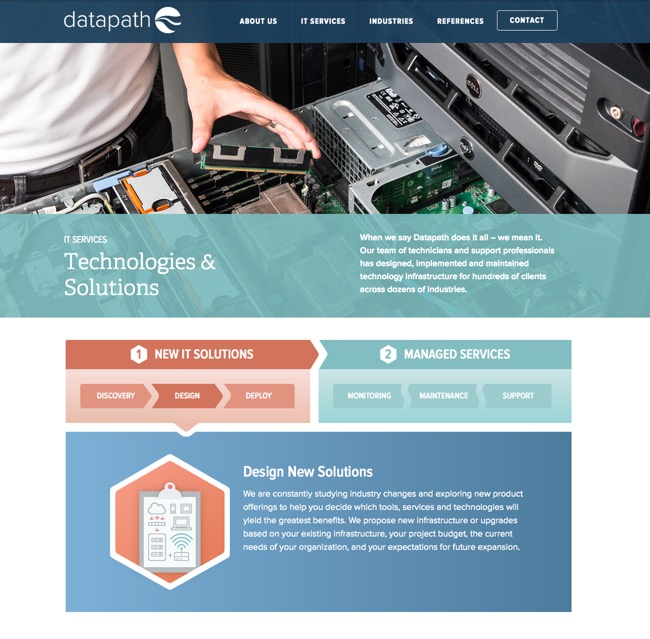 datapath
ABOUT US
IT SERVICES
INDUSTRIES
REFERENCES
CONTACT
DELL
IT SERVICES
Technologies &
Solutions
When we say Datapath does it all – we mean it.
Our team of technicians and support professionals
has designed, implemented and maintained
technology infrastructure for hundreds of clients
across dozens of industries.
1 NEW IT SOLUTIONS
DISCOVERY
DESIGN
DEPLOY
2 MANAGED SERVICES
MONITORING
MAINTENANCE
SUPPORT
Design New Solutions
We are constantly studying industry changes and exploring new product
offerings to help you decide which tools, services and technologies will
yield the greatest benefits. We propose new infrastructure or upgrades
based on your existing infrastructure, your project budget, the current
needs of your organization, and your expectations for future expansion.